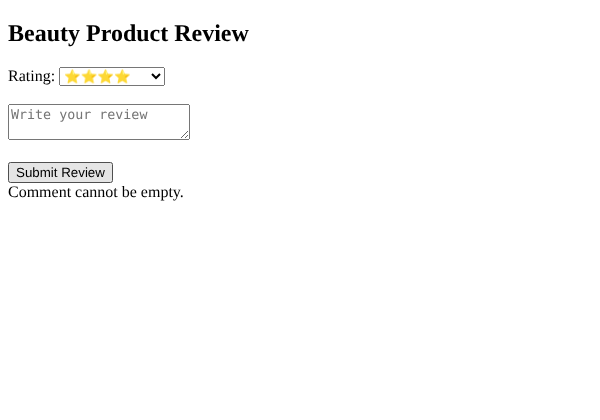 Beauty Product Review
Rating: ⭐⭐⭐⭐
Write your review
Submit Review
Comment cannot be empty.